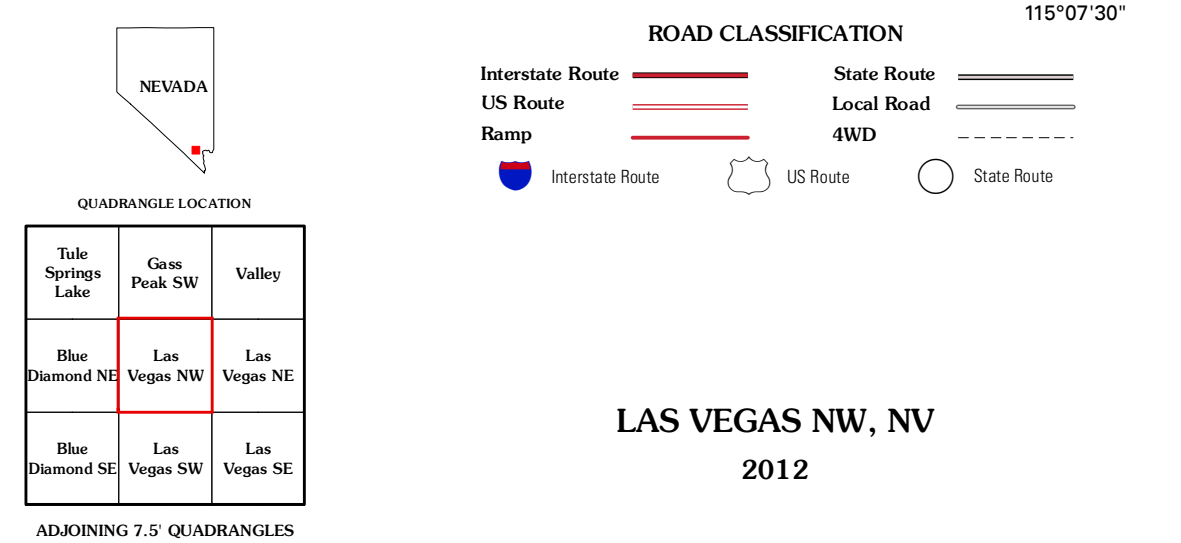 115°07'30"
ROAD CLASSIFICATION
Interstate Route
State Route
US Route
Local Road
Ramp
4WD
Interstate Route
US Route
State Route
NEVADA
QUADRANGLE LOCATION
Tule
Springs
Lake
Gass
Peak SW
Valley
Blue
Diamond NE
Las
Vegas NW
Las
Vegas NE
Blue
Diamond SE
Las
Vegas SW
Las
Vegas SE
ADJOINING 7.5' QUADRANGLES
LAS VEGAS NW, NV
2012